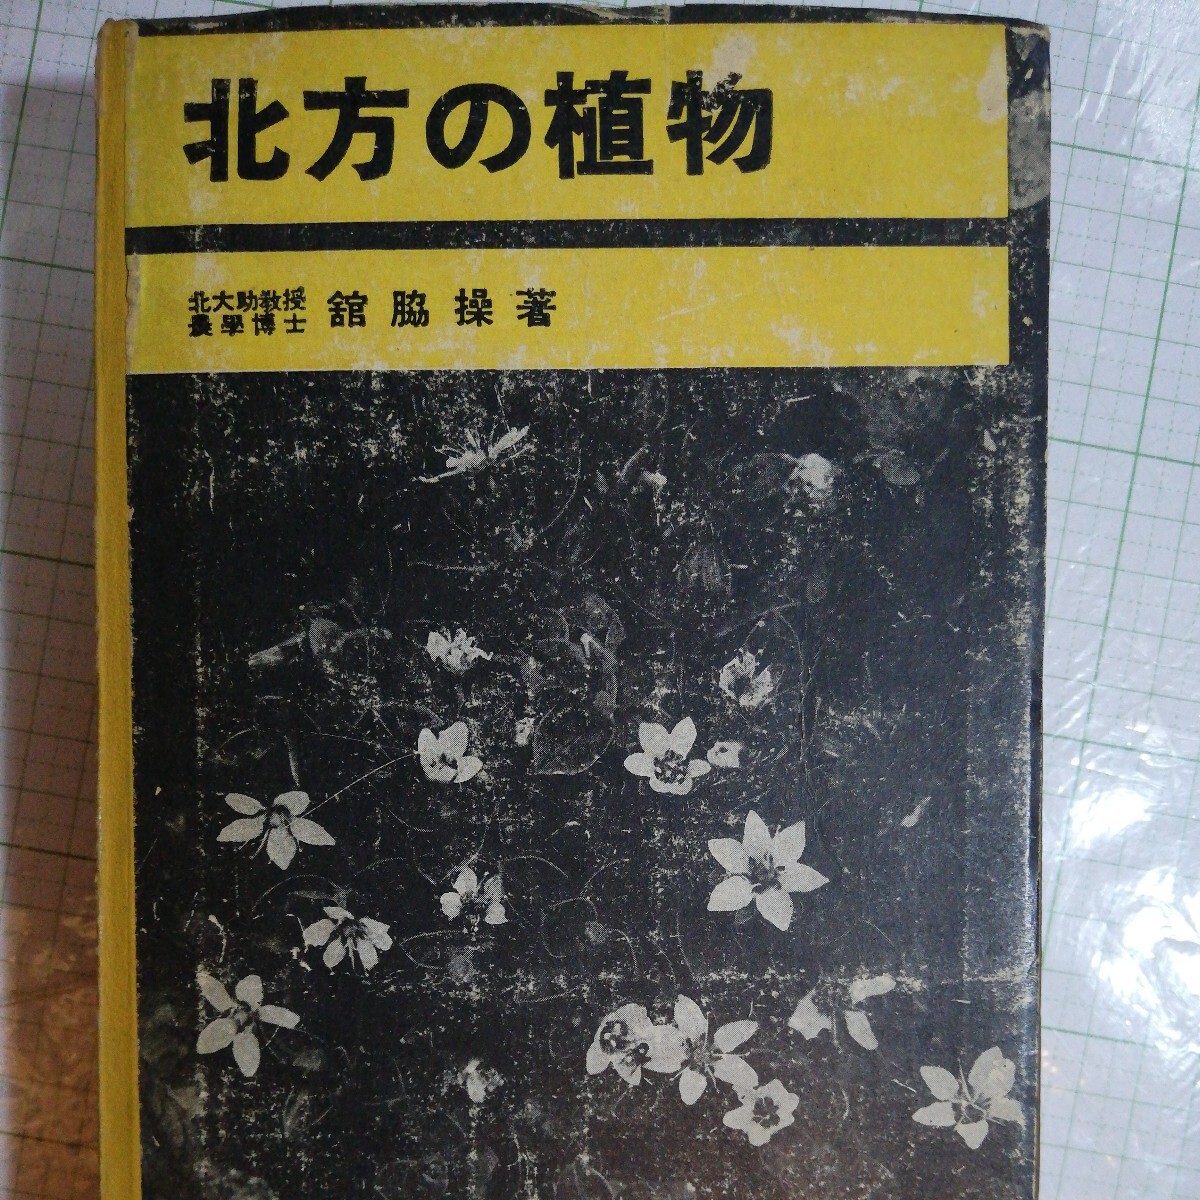 北方の植物
北大助教授
農學博士
舘脇操著